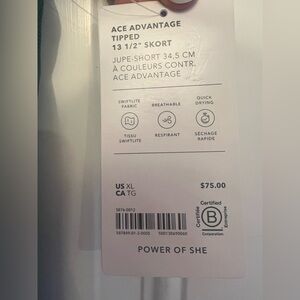 ACE ADVANTAGE
TIPPED
13 1/2" SKORT
JUPE-SHORT 34,5 CM
À COULEURS CONTR.
ACE ADVANTAGE
SWIFTLITE
FABRIC
BREATHABLE
QUICK
DRYING
TISSU
SWIFTLITE
RESPIRANT
SÉCHAGE
RAPIDE
US XL
CA TG
$75.00
Certified
B
Corporation
POWER OF SHE